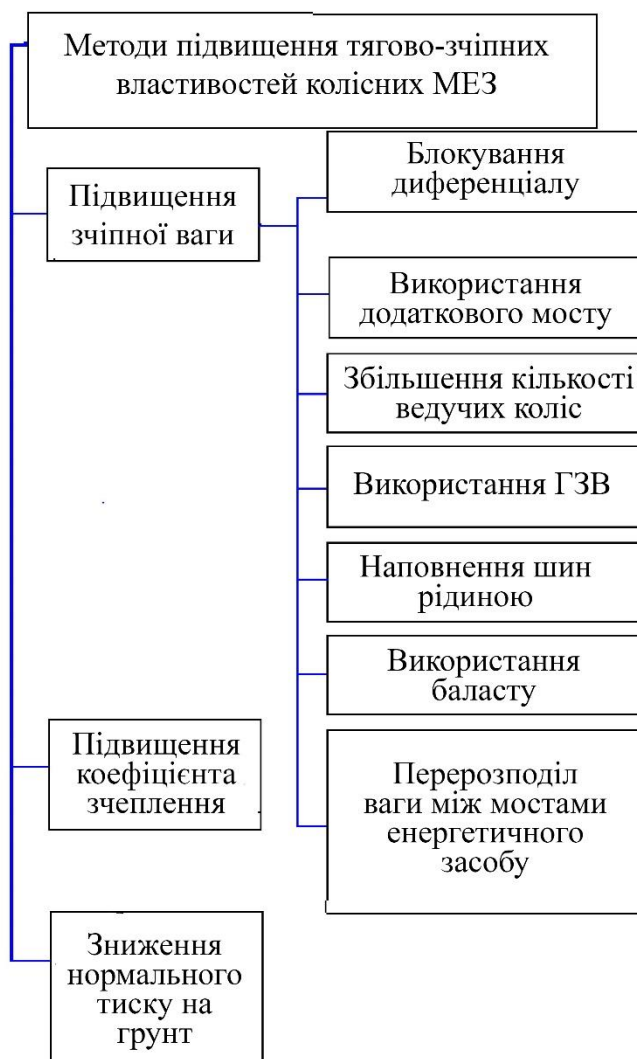 Методи підвищення тягово-зчіпних
властивостей колісних МЕЗ
Підвищення
зчіпної ваги
Блокування
диференціалу
Використання
додаткового мосту
Збільшення кількості
ведучих коліс
Використання ГЗВ
Наповнення шин
рідиною
Використання
баласту
Перерозподіл
ваги між мостами
енергетичного
засобу
Підвищення
коефіцієнта
зчеплення
Зниження
нормального
тиску на
грунт